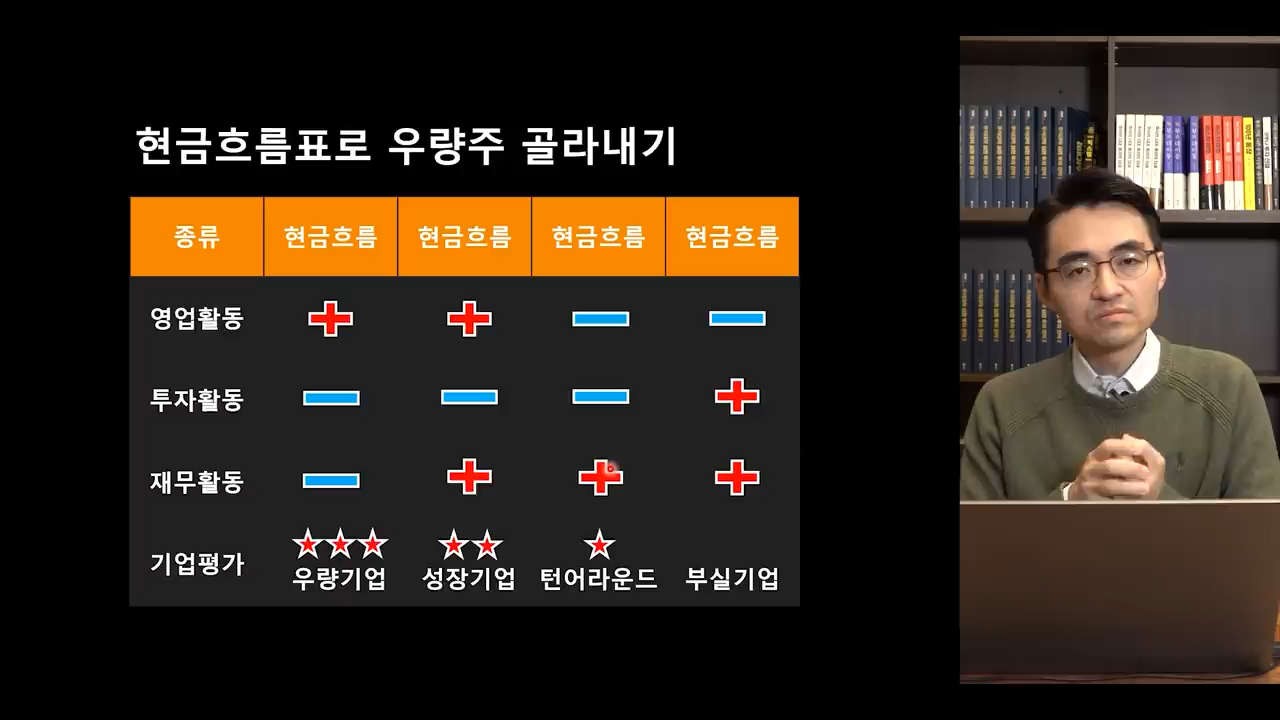 현금흐름표로 우량주 골라내기
종류 현금흐름 현금흐름 현금흐름 현금흐름
영업활동
투자활동
재무활동
기업평가 우량기업 성장기업 턴어라운드 부실기업